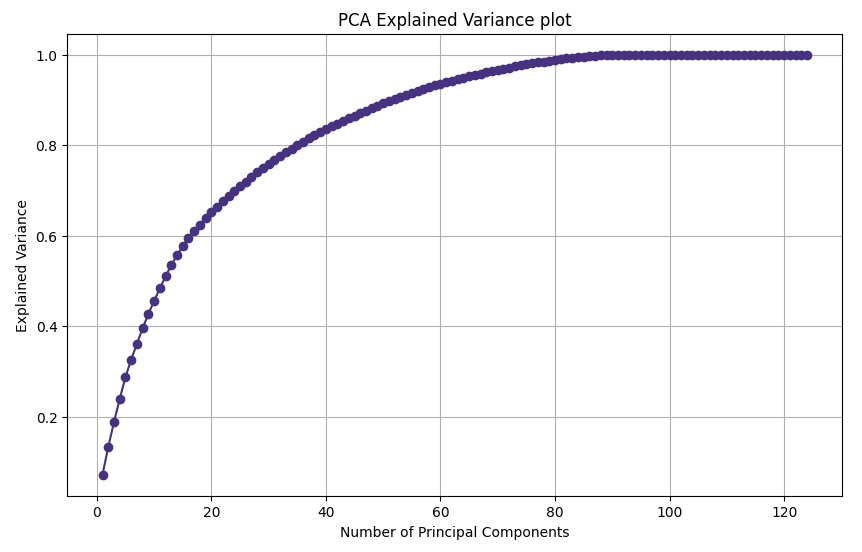 PCA Explained Variance plot
1.0
0.8
0.6
0.4
0.2
Explained Variance
0 20 40 60 80 100 120
Number of Principal Components